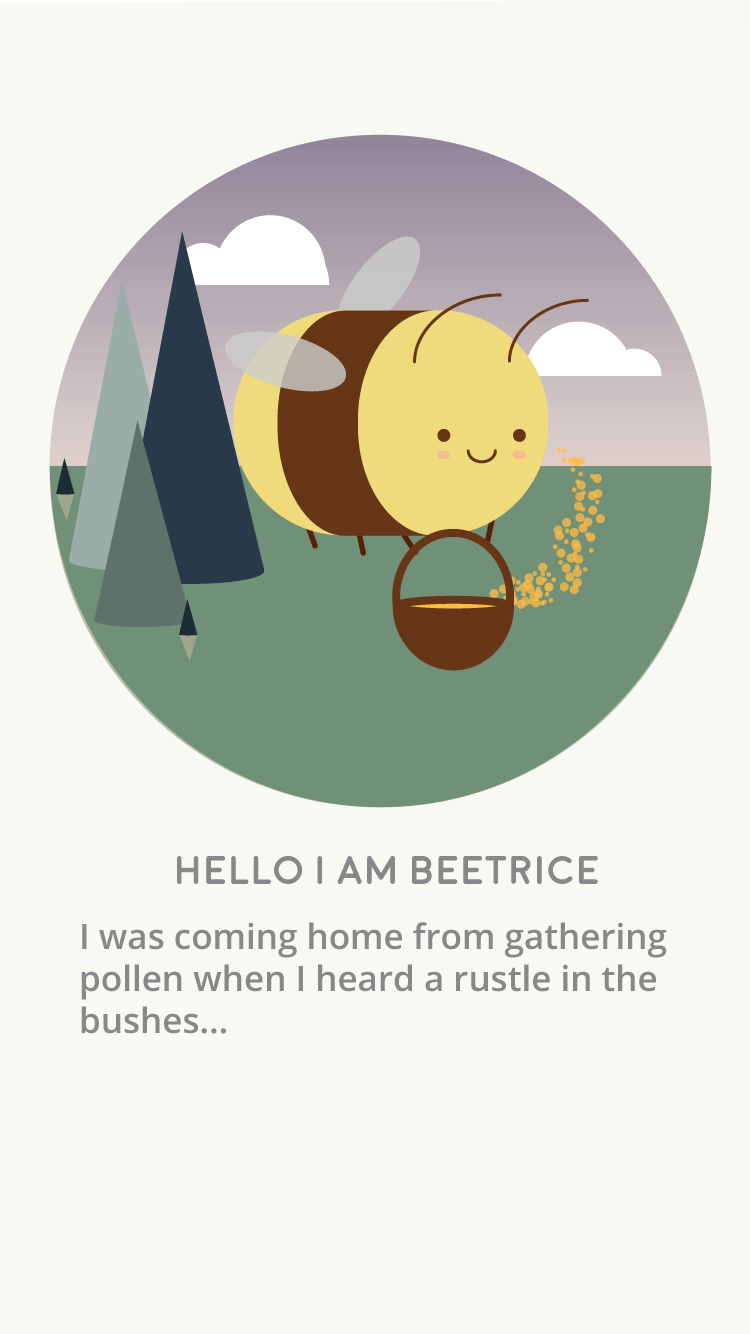 HELLO I AM BEETRICE
I was coming home from gathering
pollen when I heard a rustle in the
bushes...